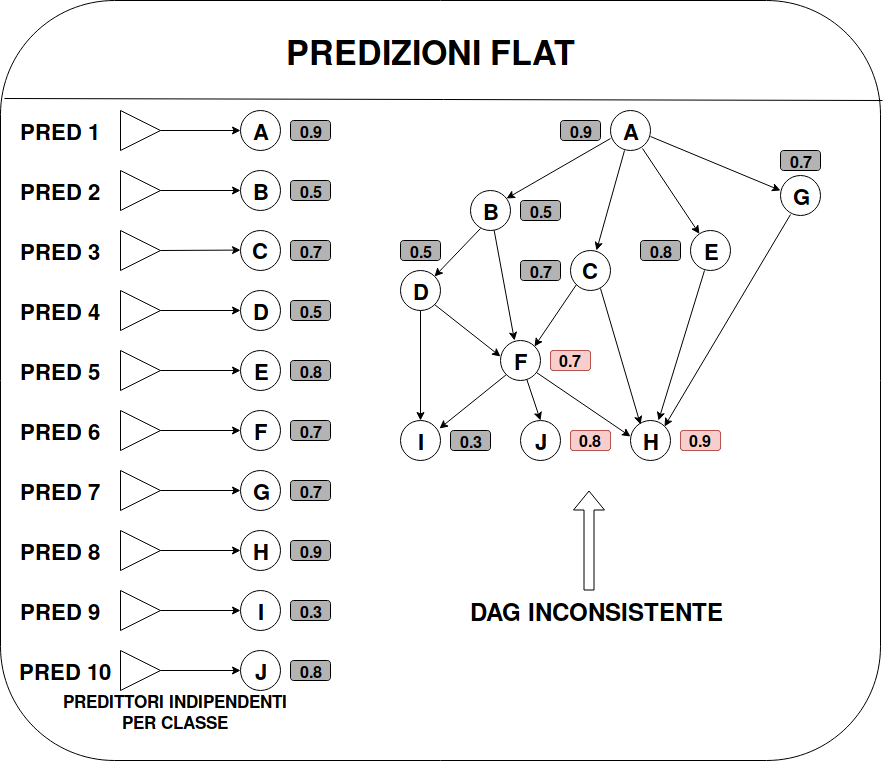 PREDIZIONI FLAT
PRED 1 A 0.9
PRED 2 B 0.5
PRED 3 C 0.7
PRED 4 D 0.5
PRED 5 E 0.8
PRED 6 F 0.7
PRED 7 G 0.7
PRED 8 H 0.9
PRED 9 I 0.3
PRED 10 J 0.8
PREDITTORI INDIPENDENTI
PER CLASSE
0.9 A
0.7
G
B 0.5
0.5
0.8 E
0.7 C
D
F 0.7
I 0.3 J 0.8 H 0.9
DAG INCONSISTENTE